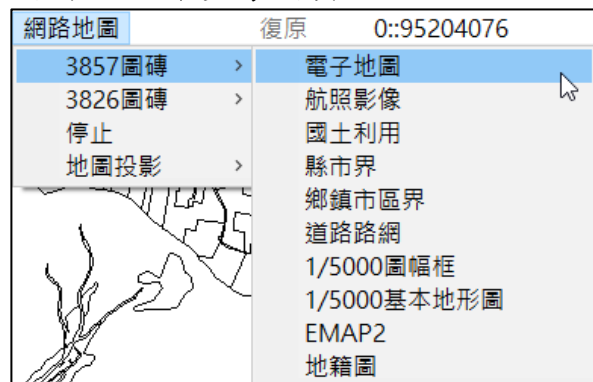 網路地圖 復原 0::95204076
3857圖磚 > 電子地圖
3826圖磚 > 航照影像
停止 國土利用
地圖投影 > 縣市界
鄉鎮市區界
道路路網
1/5000圖幅框
1/5000基本地形圖
EMAP2
地籍圖